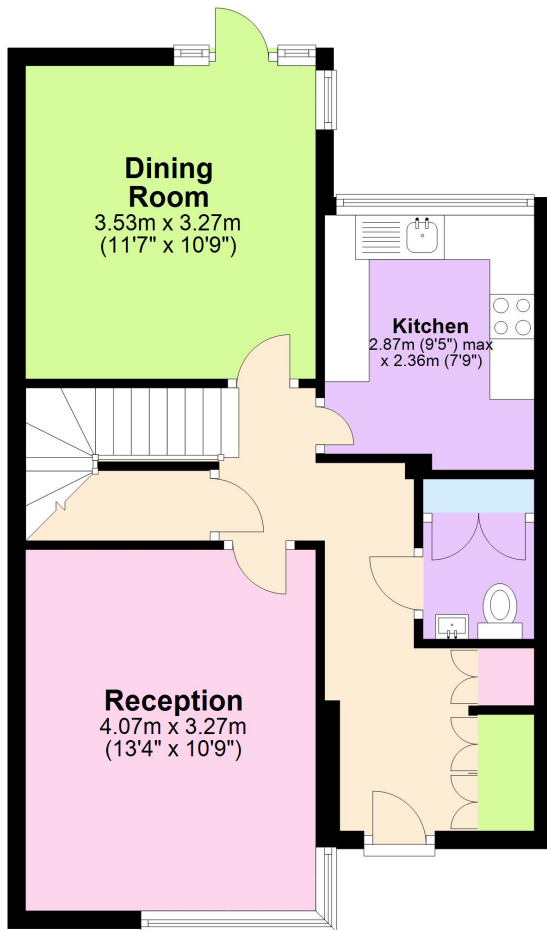 Dining
Room
3.53m x 3.27m
(11'7" x 10'9")
Kitchen
2.87m (9'5") max
x 2.36m (7'9")
Reception
4.07m x 3.27m
(13'4" x 10'9")